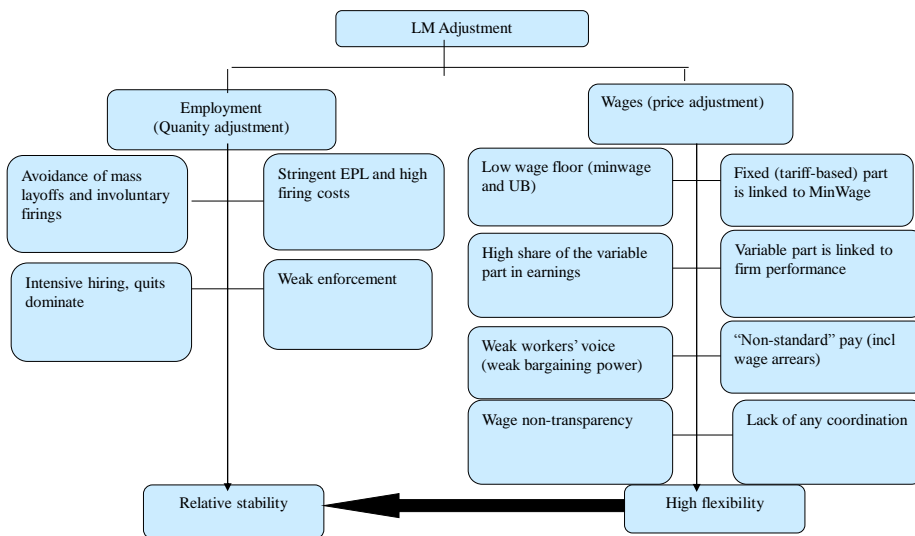 LM Adjustment
Employment
(Quanity adjustment)
Wages (price adjustment)
Avoidance of mass
layoffs and involuntary
firings
Stringent EPL and high
firing costs
Low wage floor (minwage
and UB)
Fixed (tariff-based) part
is linked to MinWage
Intensive hiring, quits
dominate
Weak enforcement
High share of the variable
part in earnings
Variable part is linked to
firm performance
Weak workers’ voice
(weak bargaining power)
“Non-standard” pay (incl
wage arrears)
Wage non-transparency
Lack of any coordination
Relative stability
High flexibility